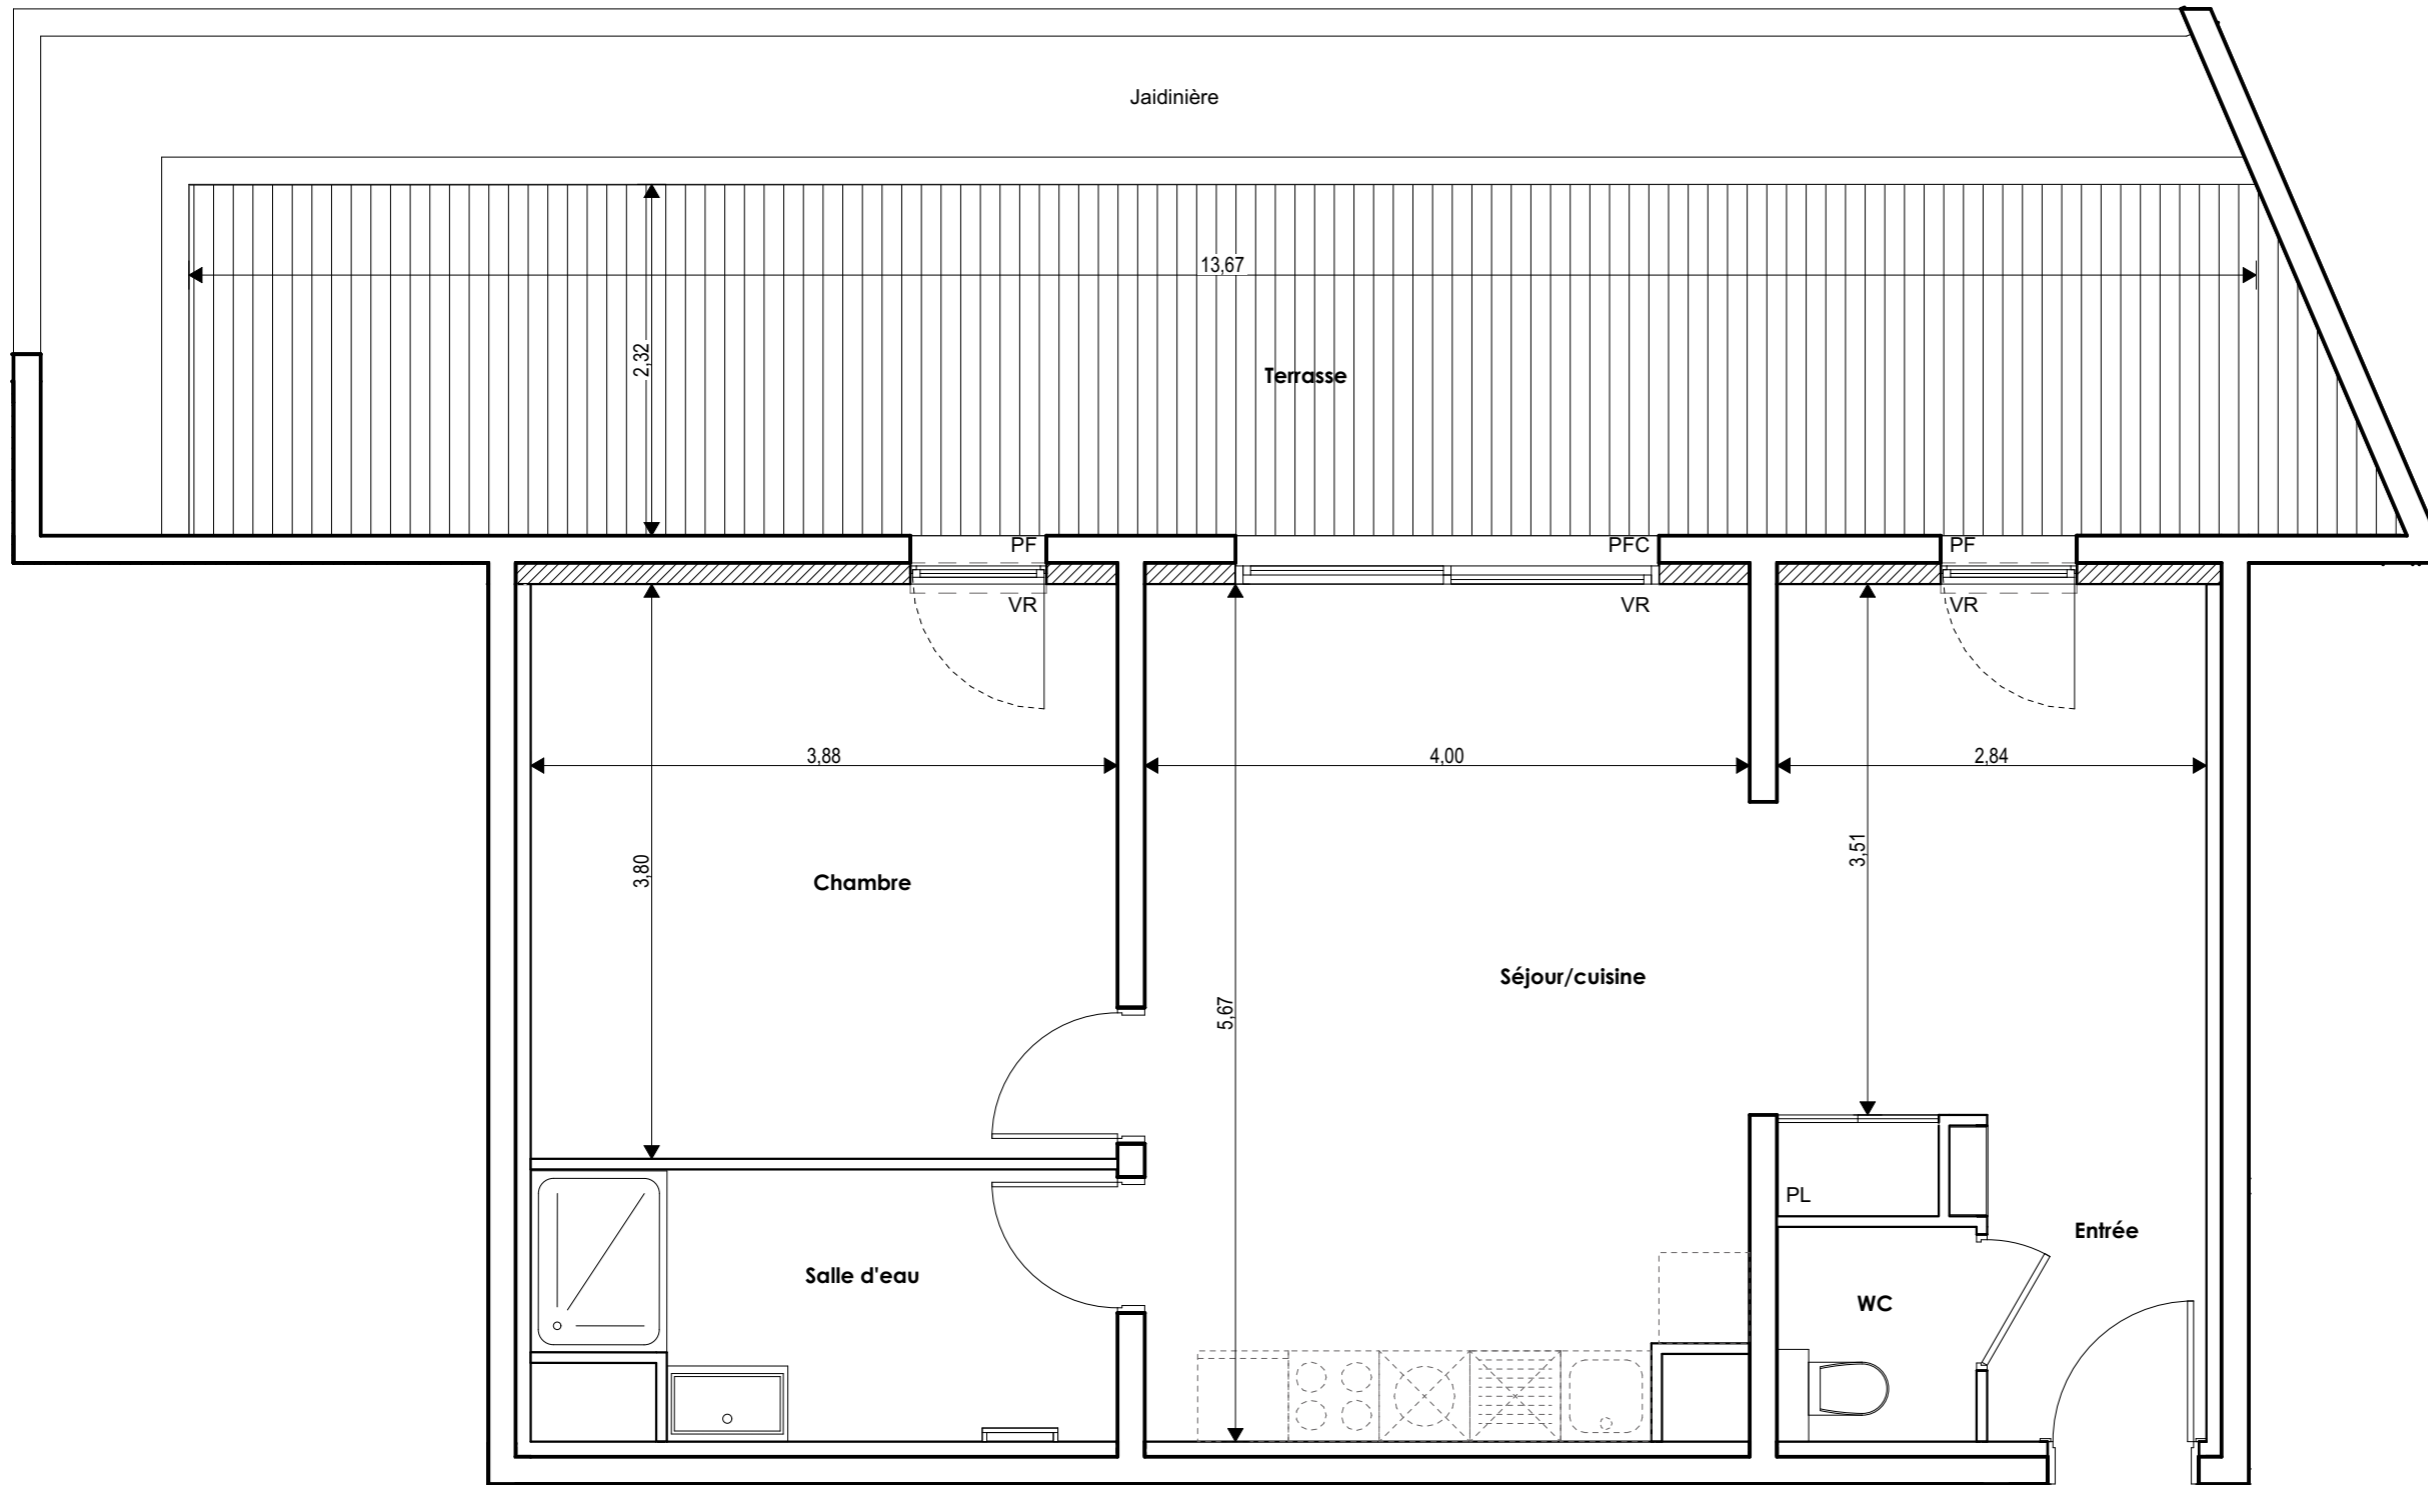 Jaidinière
13,67
2,32
Terrasse
PF
PFC
PF
VR
VR
VR
3,88
4,00
2,84
3,51
3,80
Chambre
Séjour/cuisine
5,67
PL
Entrée
Salle d'eau
WC